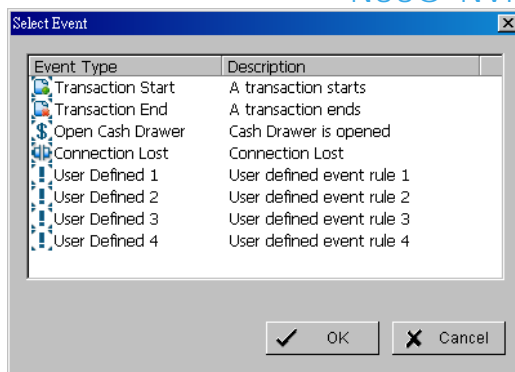 Select Event
Event Type Description
Transaction Start A transaction starts
Transaction End A transaction ends
Open Cash Drawer Cash Drawer is opened
Connection Lost Connection Lost
User Defined 1 User defined event rule 1
User Defined 2 User defined event rule 2
User Defined 3 User defined event rule 3
User Defined 4 User defined event rule 4
OK Cancel